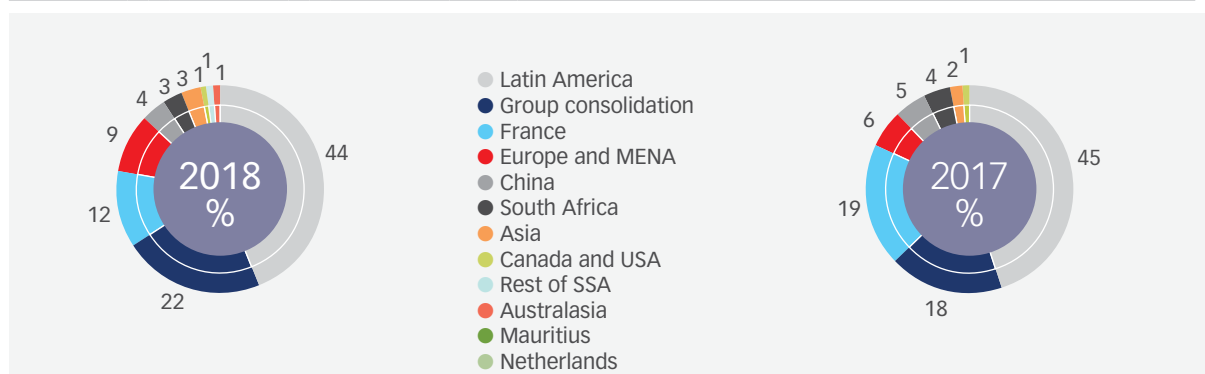 1
3 3 1 1
4
9
44
12
22
2018
%
Latin America
Group consolidation
France
Europe and MENA
China
South Africa
Asia
Canada and USA
Rest of SSA
Australasia
Mauritius
Netherlands
1
4 2
5
6
45
19
18
2017
%